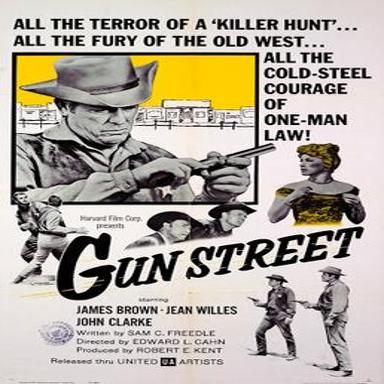 ALL THE TERROR OF A 'KILLER HUNT'...
ALL THE FURY OF THE OLD WEST...
ALL THE
COLD-STEEL
COURAGE
OF
ONE-MAN
LAW!
Harvard Film Corp.
presents
GUN STREET
starring
JAMES BROWN · JEAN WILLES
JOHN CLARKE
Written by SAM C. FREEDLE
Directed by EDWARD L. CAHN
Produced by ROBERT E. KENT
Released thru UNITED UA ARTISTS